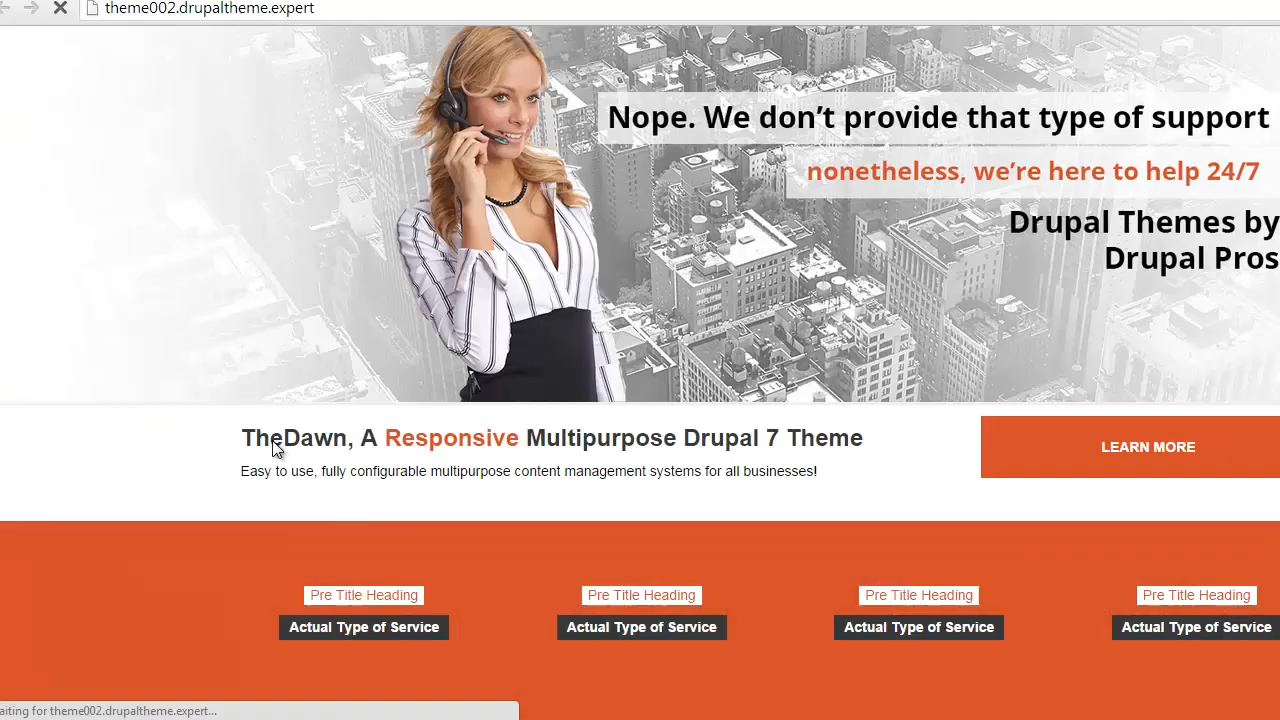 theme002.drupaltheme.expert
Nope. We don’t provide that type of support
nonetheless, we’re here to help 24/7
Drupal Themes by
Drupal Pros
TheDawn, A Responsive Multipurpose Drupal 7 Theme
Easy to use, fully configurable multipurpose content management systems for all businesses!
LEARN MORE
Pre Title Heading
Actual Type of Service
Pre Title Heading
Actual Type of Service
Pre Title Heading
Actual Type of Service
Pre Title Heading
Actual Type of Service
aiting for theme002.drupaltheme.expert...